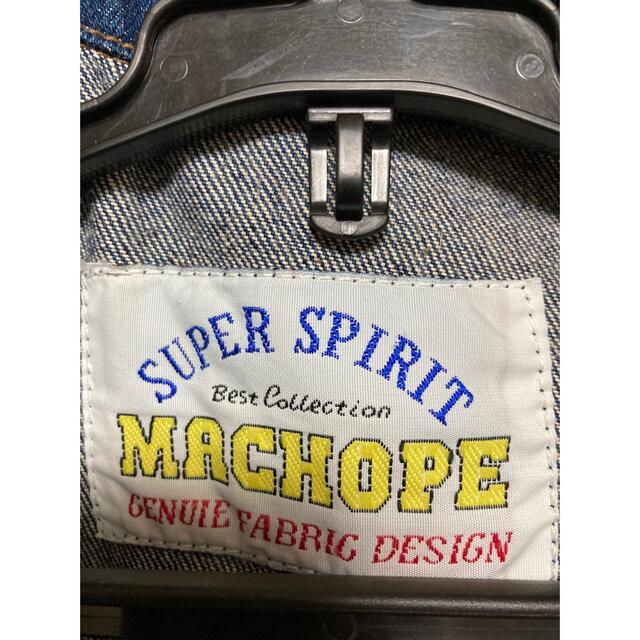 SUPER SPIRIT
Best Collection
MACHOPE
GENUIE FABRIC DESIGN